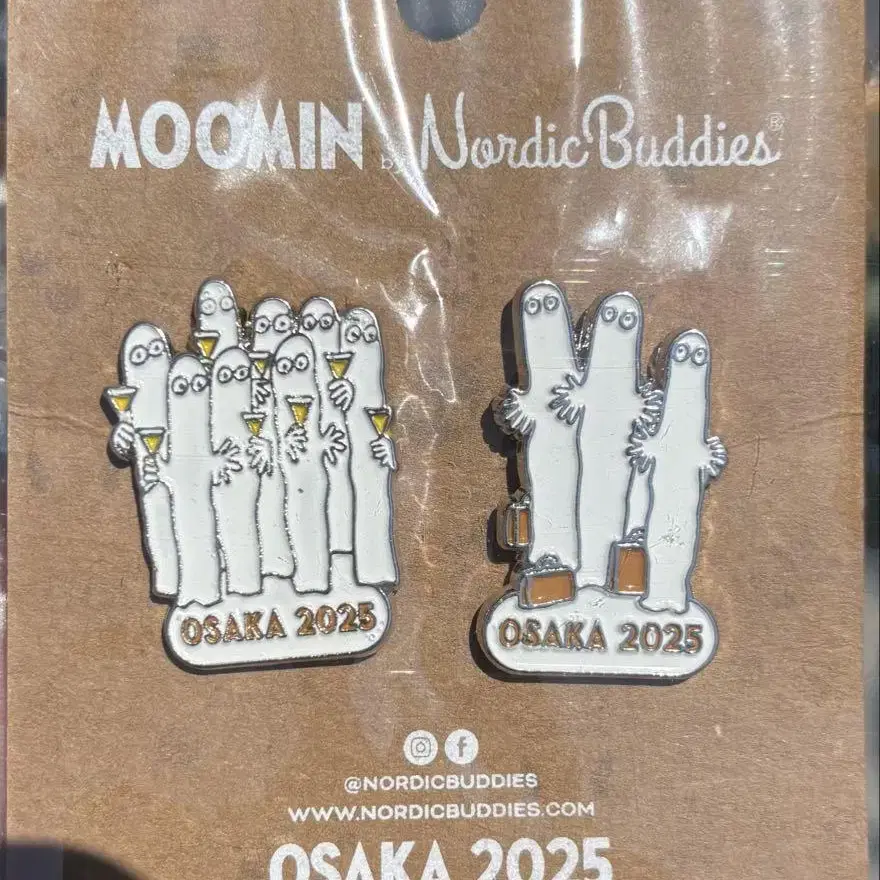 MOOMIN by NordicBuddies®
OSAKA 2025
OSAKA 2025
@NORDICBUDDIES
WWW.NORDICBUDDIES.COM
OSAKA 2025